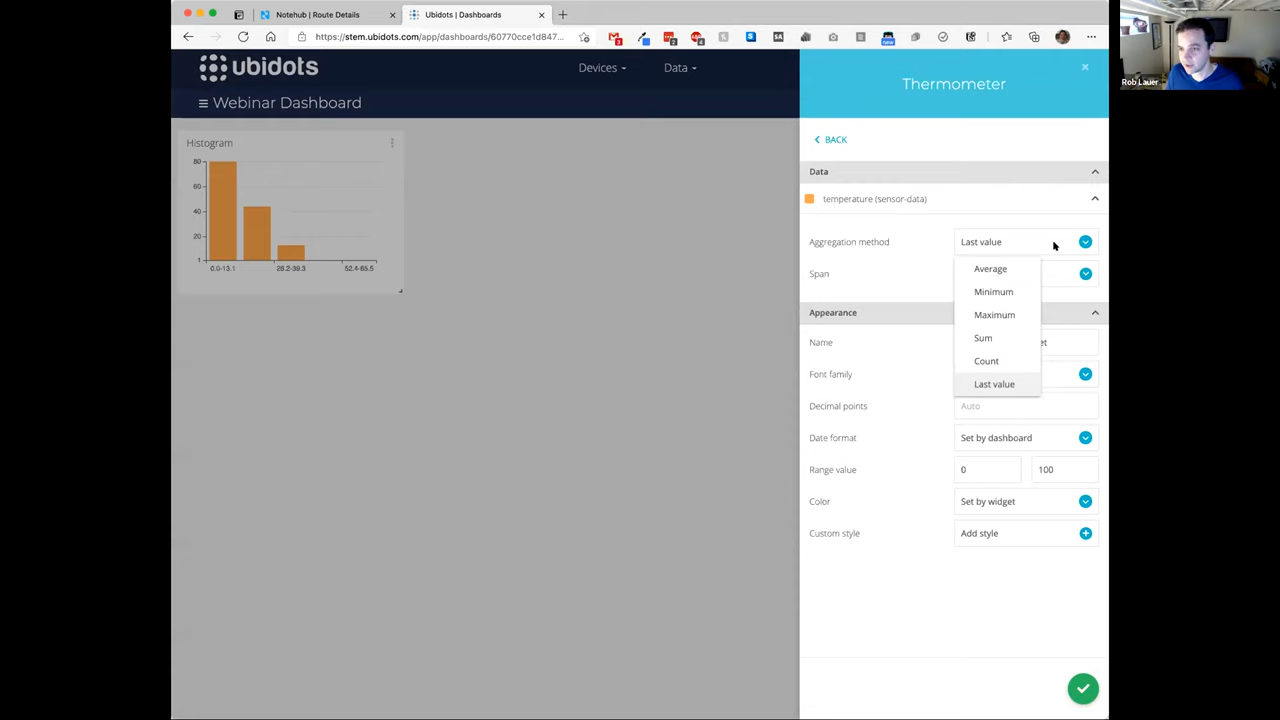 Notehub | Route Details
Ubidots | Dashboards
https://stem.ubidots.com/app/dashboards/60770cce1d847...
ubidots
Devices
Data
Webinar Dashboard
Histogram
80
60
40
20
1
0.0-13.1
26.2-39.3
52.4-65.5
Thermometer
BACK
Data
temperature (sensor-data)
Aggregation method
Last value
Average
Minimum
Maximum
Sum
Count
Last value
Span
Appearance
Name
et
Font family
Decimal points
Auto
Date format
Set by dashboard
Range value
0
100
Color
Set by widget
Custom style
Add style
Rob Lauer
new